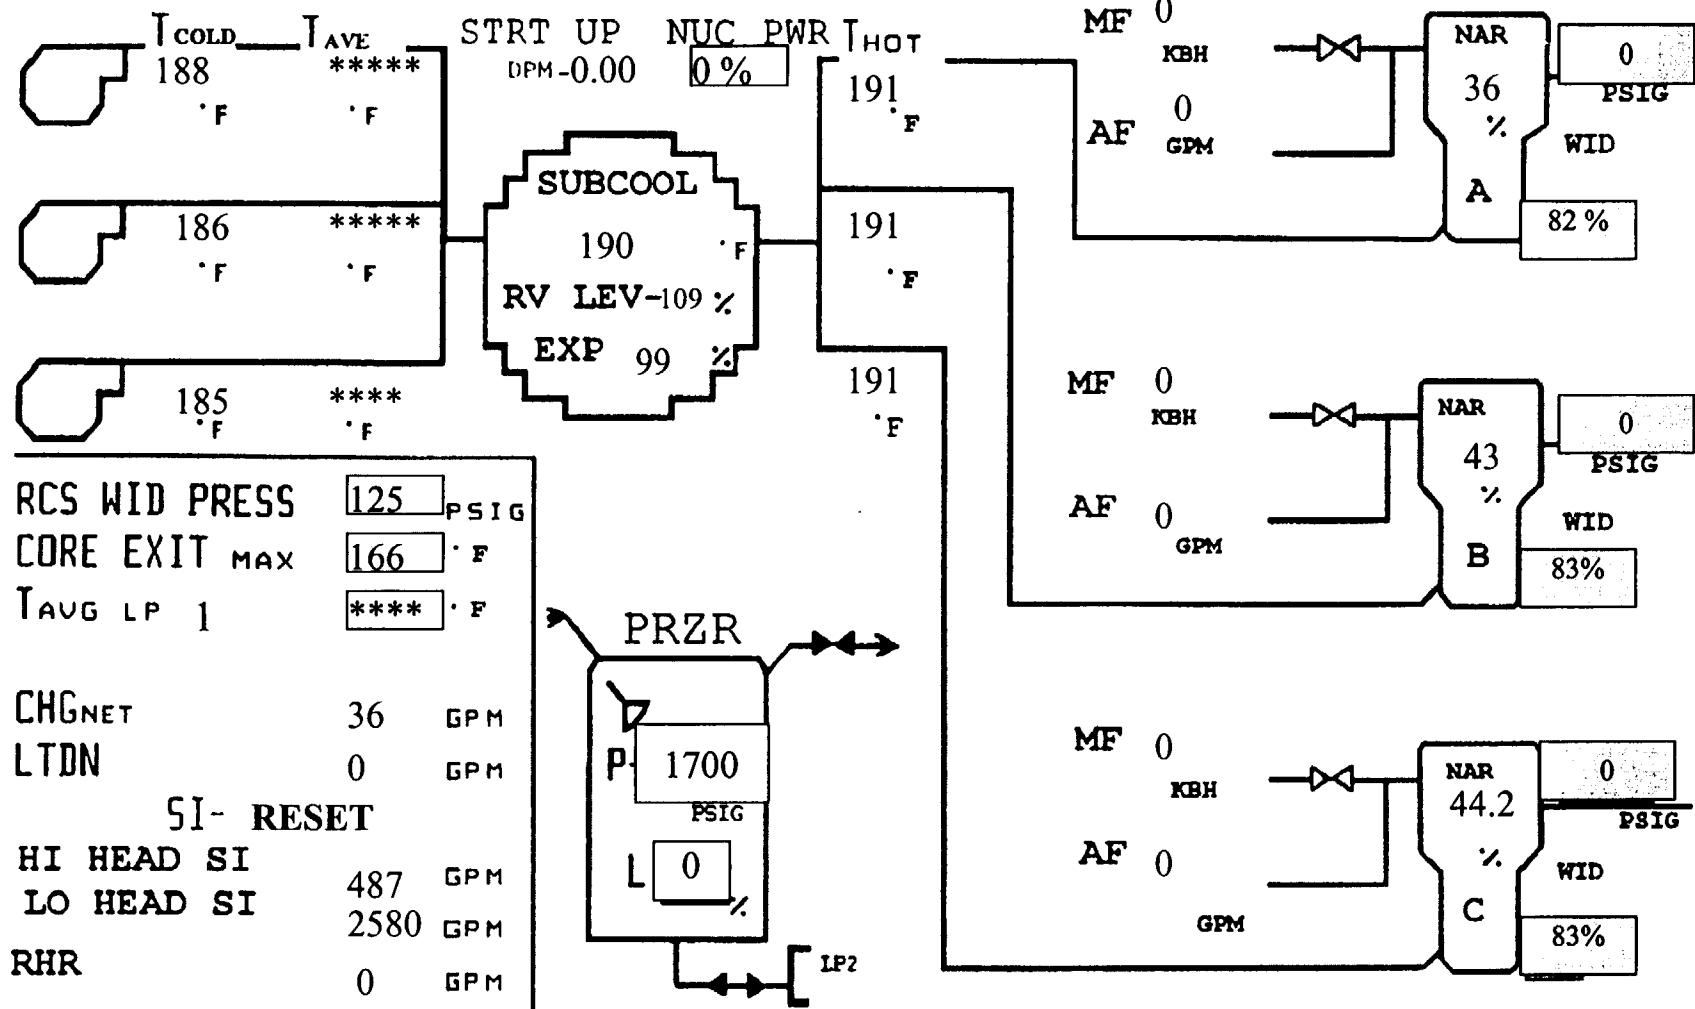 TCOLD TAVE STRT UP NUC PWR THOT
188 ***** DPM -0.00 0 % 191
°F °F °F
186 ***** 191
°F °F °F
185 **** 191
°F °F °F
SUBCOOL
190 °F
RV LEV-109 %
EXP 99 %
MF 0
KBH
AF 0
GPM
NAR
36
%
A
0
PSIG
WID
82 %
MF 0
KBH
AF 0
GPM
NAR
43
%
B
0
PSIG
WID
83%
MF 0
KBH
AF 0
GPM
NAR
44.2
%
C
0
PSIG
WID
83%
RCS WID PRESS 125 PSIG
CORE EXIT MAX 166 °F
TAVG LP 1 **** °F
CHGNET 36 GPM
LTDN 0 GPM
SI- RESET
HI HEAD SI 487 GPM
LO HEAD SI 2580 GPM
RHR 0 GPM
PRZR
P 1700
PSIG
L 0
%
LP2